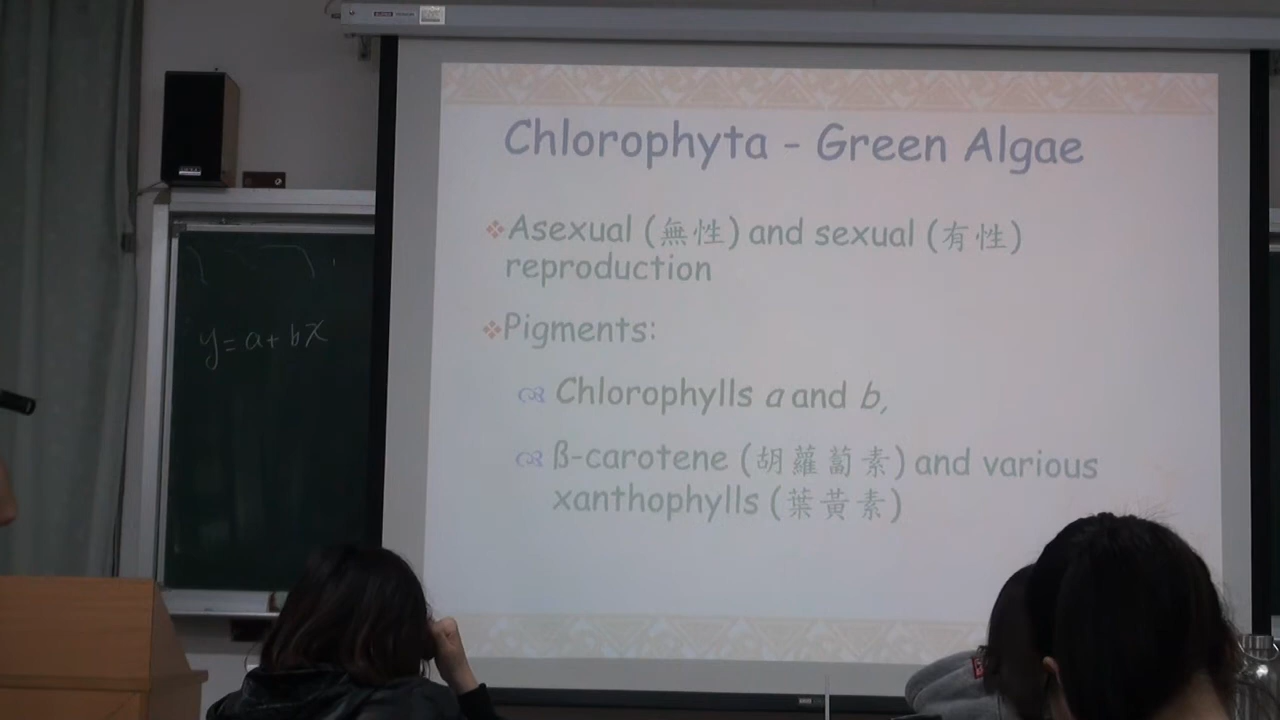 Chlorophyta - Green Algae
Asexual (無性) and sexual (有性)
reproduction
Pigments:
Chlorophylls a and b,
ß-carotene (胡蘿蔔素) and various
xanthophylls (葉黃素)
y=a+bx